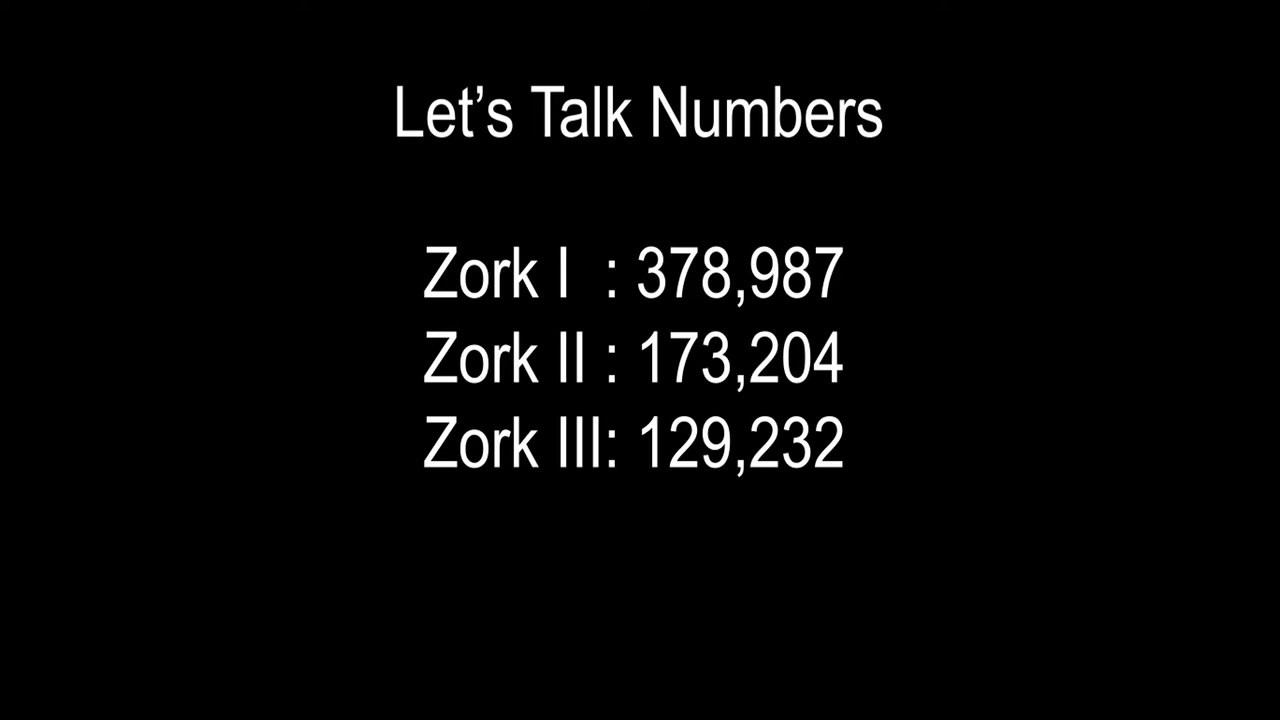 Let’s Talk Numbers
Zork I : 378,987
Zork II : 173,204
Zork III: 129,232